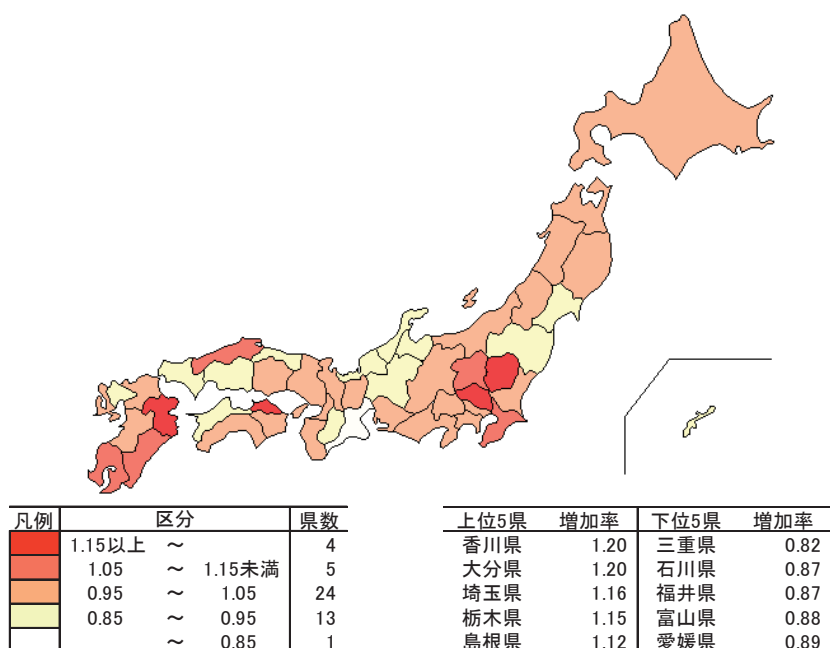 凡例 区分 県数
1.15以上 ～ 4
1.05 ～ 1.15未満 5
0.95 ～ 1.05 24
0.85 ～ 0.95 13
～ 0.85 1
上位5県 増加率 下位5県 増加率
香川県 1.20 三重県 0.82
大分県 1.20 石川県 0.87
埼玉県 1.16 福井県 0.87
栃木県 1.15 富山県 0.88
島根県 1.12 愛媛県 0.89